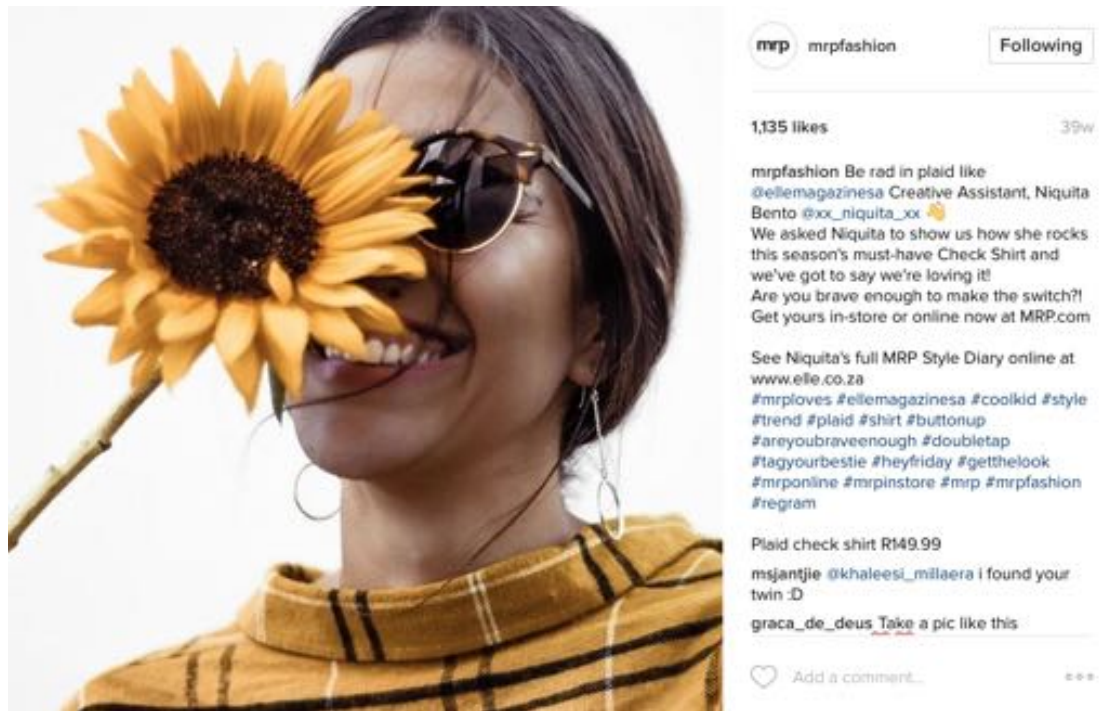 mrp mrpfashion Following
1,135 likes 39w
mrpfashion Be rad in plaid like
@ellemagazinesa Creative Assistant, Niquita
Bento @xx_niquita_xx 👋
We asked Niquita to show us how she rocks
this season's must-have Check Shirt and
we've got to say we're loving it!
Are you brave enough to make the switch?!
Get yours in-store or online now at MRP.com
See Niquita's full MRP Style Diary online at
www.elle.co.za
#mrploves #ellemagazinesa #coolkid #style
#trend #plaid #shirt #buttonup
#areyoubraveenough #doubletap
#tagyourbestie #heyfriday #getthelook
#mrponline #mrpinstore #mrp #mrpfashion
#regram
Plaid check shirt R149.99
msjantjie @khaleesi_millaera i found your
twin :D
graca_de_deus Take a pic like this
Add a comment...